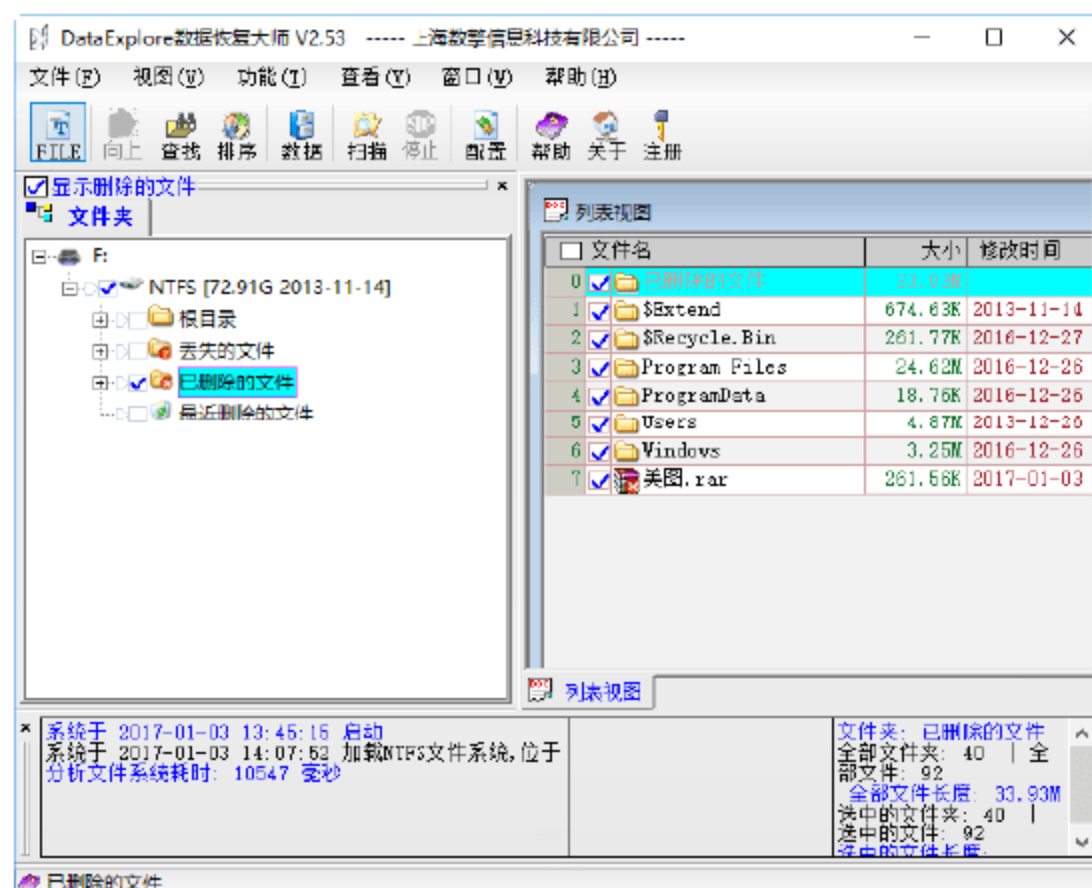 DataExplore数据恢复大师 V2.53 ----- 上海数擎信息科技有限公司 -----
文件(F) 视图(V) 功能(T) 查看(Y) 窗口(W) 帮助(H)
FILE 向上 查找 排序 数据 扫描 停止 配置 帮助 关于 注册
显示删除的文件
文件夹
F:
NTFS [72.91G 2013-11-14]
根目录
丢失的文件
已删除的文件
最近删除的文件
列表视图
文件名 大小 修改时间
0 已删除的文件 33.93M
1 $Extend 674.63K 2013-11-14
2 $Recycle.Bin 261.77K 2016-12-27
3 Program Files 24.62M 2016-12-26
4 ProgramData 18.76K 2016-12-26
5 Users 4.87M 2013-12-26
6 Windows 3.25M 2016-12-26
7 美图.rar 261.56K 2017-01-03
列表视图
系统于 2017-01-03 13:45:15 启动
系统于 2017-01-03 14:07:52 加载NTFS文件系统,位于
分析文件系统耗时: 10547 毫秒
文件夹: 已删除的文件
全部文件夹: 40 | 全
部文件: 92
全部文件长度: 33.93M
选中的文件夹: 40 |
选中的文件: 92
选中的文件长度:
已删除的文件